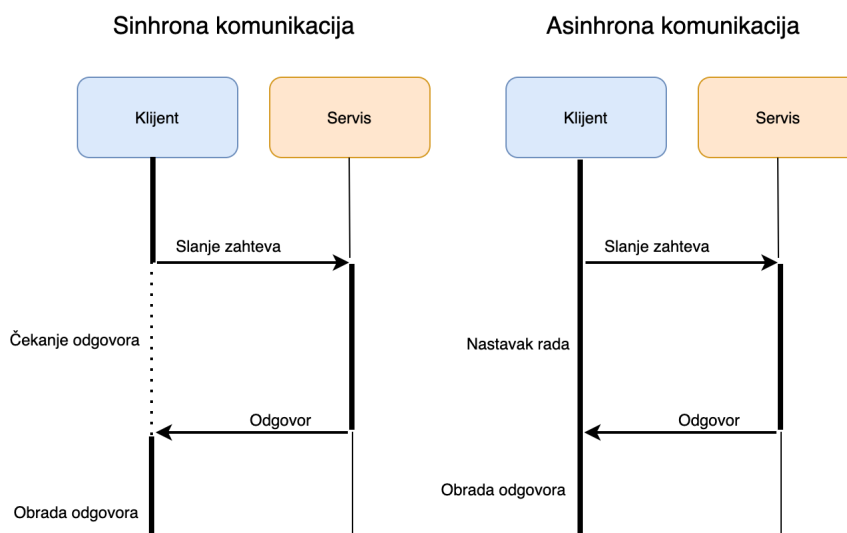 Sinhrona komunikacija
Asinhrona komunikacija
Klijent
Servis
Klijent
Servis
Slanje zahteva
Slanje zahteva
Čekanje odgovora
Nastavak rada
Odgovor
Odgovor
Obrada odgovora
Obrada odgovora